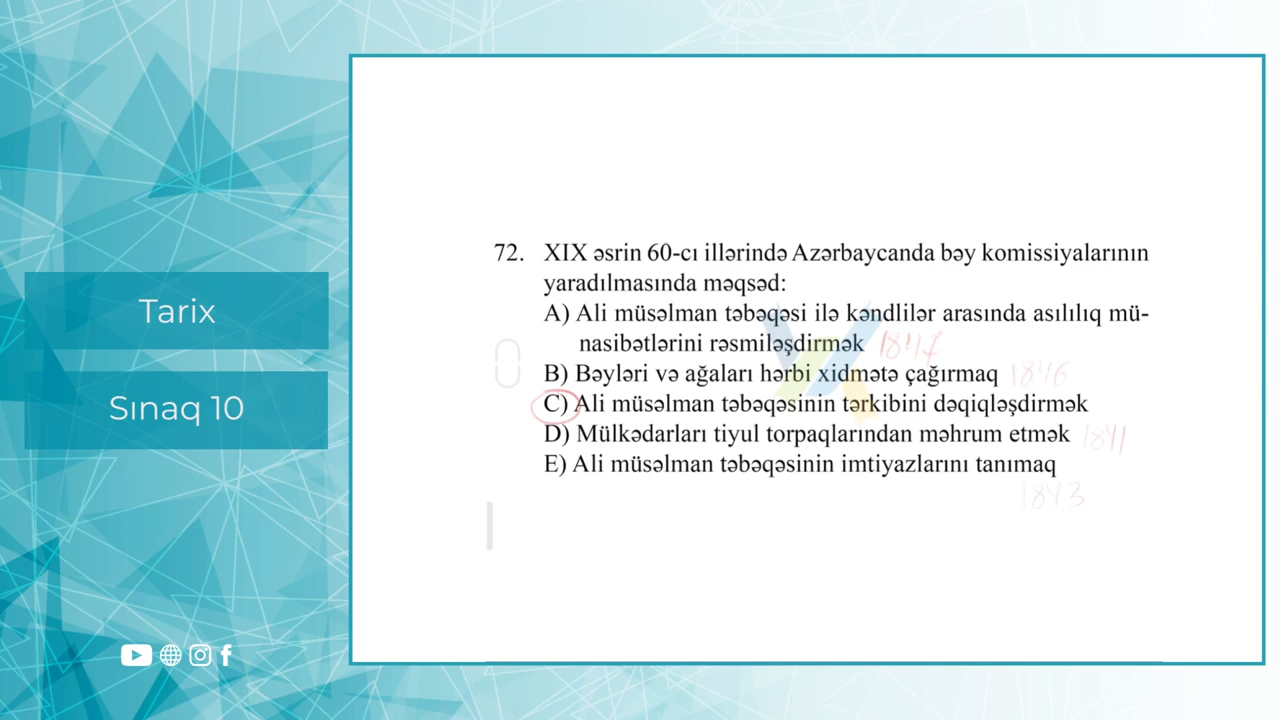 Tarix
Sınaq 10
72. XIX əsrin 60-cı illərində Azərbaycanda bəy komissiyalarının
yaradılmasında məqsəd:
A) Ali müsəlman təbəqəsi ilə kəndlilər arasında asılılıq mü-
nasibətlərini rəsmiləşdirmək 1847
B) Bəyləri və ağaları hərbi xidmətə çağırmaq 1846
C) Ali müsəlman təbəqəsinin tərkibini dəqiqləşdirmək
D) Mülkədarları tiyul torpaqlarından məhrum etmək 1841
E) Ali müsəlman təbəqəsinin imtiyazlarını tanımaq
1843